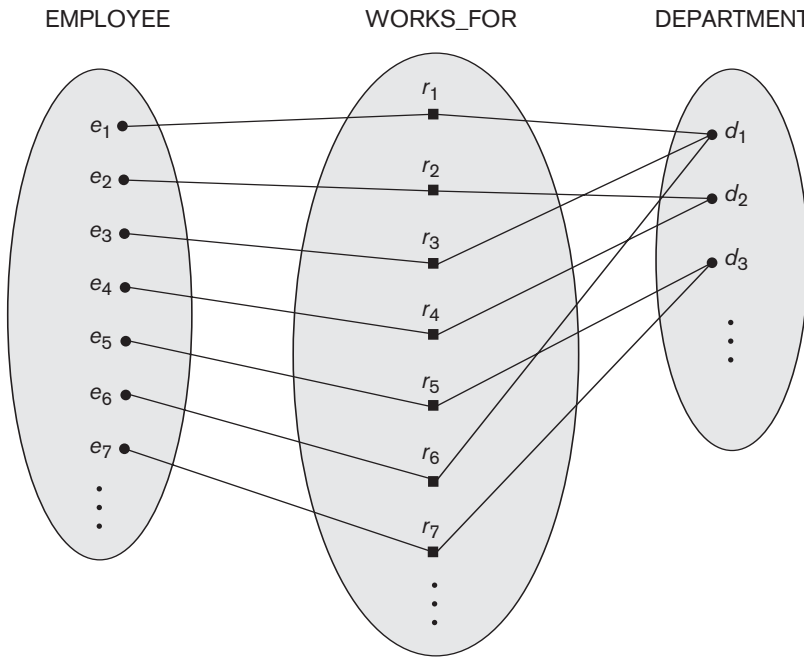 EMPLOYEE
WORKS_FOR
DEPARTMENT
e1
e2
e3
e4
e5
e6
e7
r1
r2
r3
r4
r5
r6
r7
d1
d2
d3